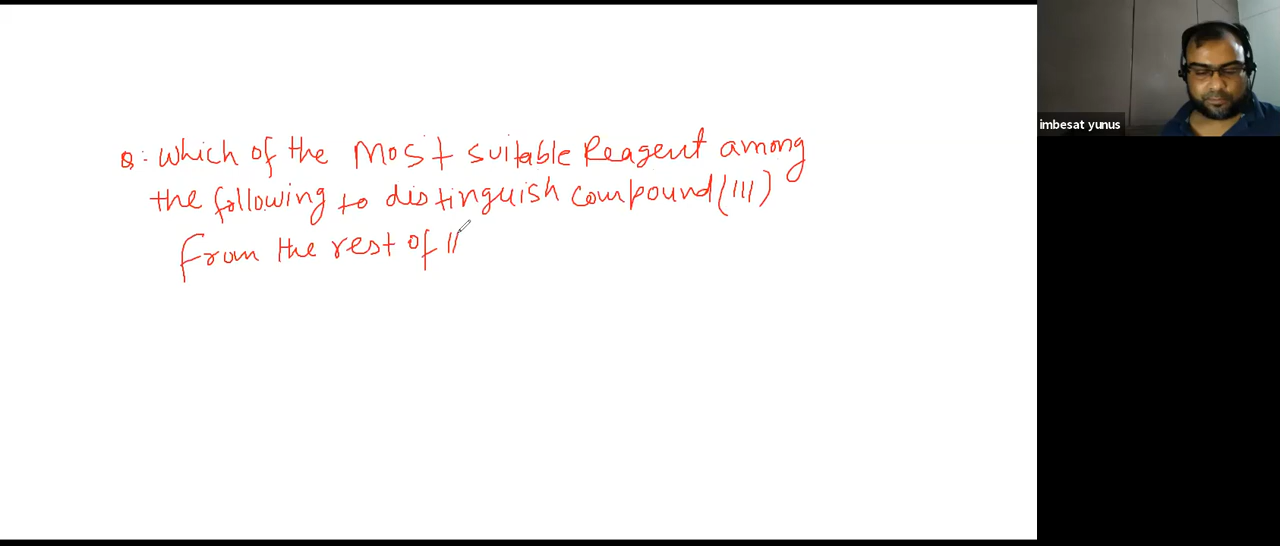 Q: Which of the Most suitable Reagent among
the following to distinguish compound (III)
from the rest of
imbesat yunus